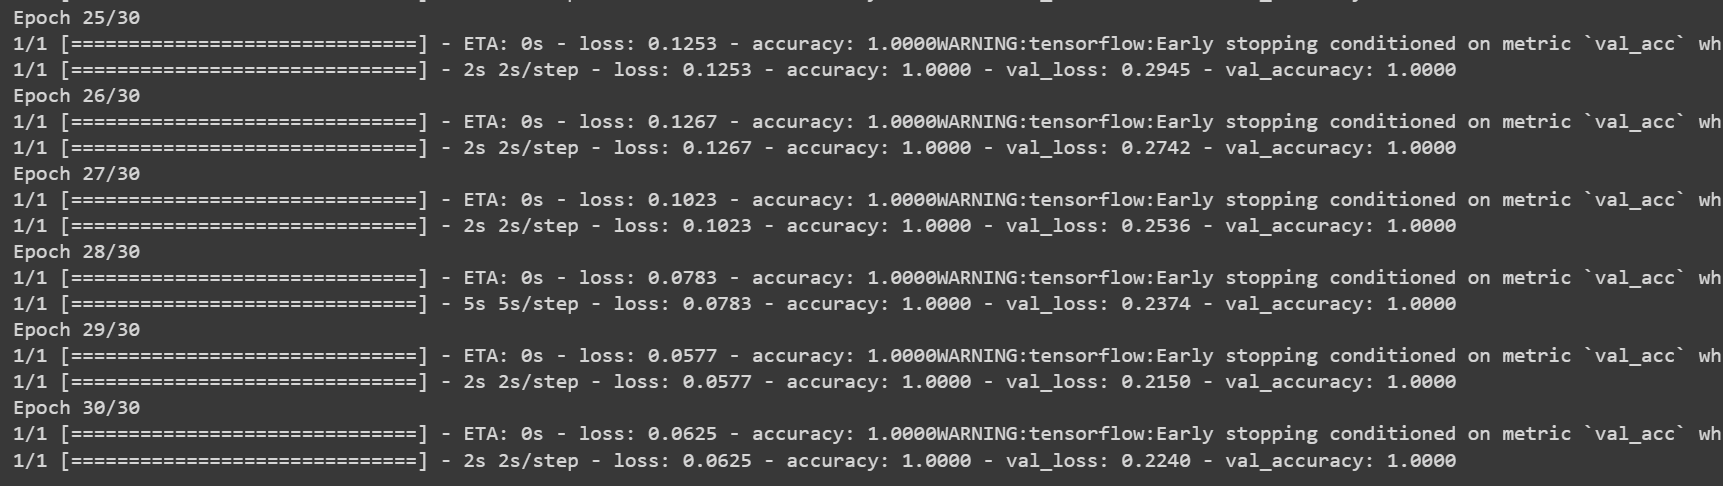 Epoch 25/30
1/1 [==============================] - ETA: 0s - loss: 0.1253 - accuracy: 1.0000WARNING:tensorflow:Early stopping conditioned on metric `val_acc` wh
1/1 [==============================] - 2s 2s/step - loss: 0.1253 - accuracy: 1.0000 - val_loss: 0.2945 - val_accuracy: 1.0000
Epoch 26/30
1/1 [==============================] - ETA: 0s - loss: 0.1267 - accuracy: 1.0000WARNING:tensorflow:Early stopping conditioned on metric `val_acc` wh
1/1 [==============================] - 2s 2s/step - loss: 0.1267 - accuracy: 1.0000 - val_loss: 0.2742 - val_accuracy: 1.0000
Epoch 27/30
1/1 [==============================] - ETA: 0s - loss: 0.1023 - accuracy: 1.0000WARNING:tensorflow:Early stopping conditioned on metric `val_acc` wh
1/1 [==============================] - 2s 2s/step - loss: 0.1023 - accuracy: 1.0000 - val_loss: 0.2536 - val_accuracy: 1.0000
Epoch 28/30
1/1 [==============================] - ETA: 0s - loss: 0.0783 - accuracy: 1.0000WARNING:tensorflow:Early stopping conditioned on metric `val_acc` wh
1/1 [==============================] - 5s 5s/step - loss: 0.0783 - accuracy: 1.0000 - val_loss: 0.2374 - val_accuracy: 1.0000
Epoch 29/30
1/1 [==============================] - ETA: 0s - loss: 0.0577 - accuracy: 1.0000WARNING:tensorflow:Early stopping conditioned on metric `val_acc` wh
1/1 [==============================] - 2s 2s/step - loss: 0.0577 - accuracy: 1.0000 - val_loss: 0.2150 - val_accuracy: 1.0000
Epoch 30/30
1/1 [==============================] - ETA: 0s - loss: 0.0625 - accuracy: 1.0000WARNING:tensorflow:Early stopping conditioned on metric `val_acc` wh
1/1 [==============================] - 2s 2s/step - loss: 0.0625 - accuracy: 1.0000 - val_loss: 0.2240 - val_accuracy: 1.0000